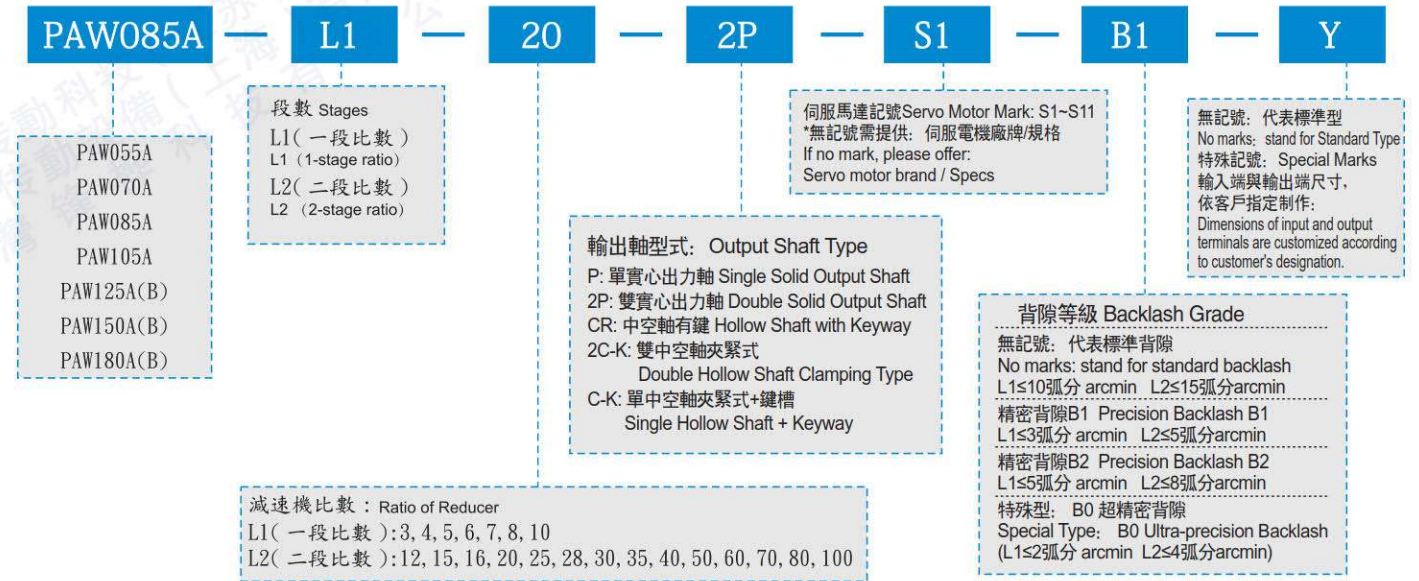 PAW085A — L1 — 20 — 2P — S1 — B1 — Y
PAW055A
PAW070A
PAW085A
PAW105A
PAW125A(B)
PAW150A(B)
PAW180A(B)
段數 Stages
L1( 一段比數 )
L1 (1-stage ratio)
L2( 二段比數 )
L2 (2-stage ratio)
減速機比數：Ratio of Reducer
L1( 一段比數 ):3, 4, 5, 6, 7, 8, 10
L2( 二段比數 ):12, 15, 16, 20, 25, 28, 30, 35, 40, 50, 60, 70, 80, 100
輸出軸型式：Output Shaft Type
P: 單實心出力軸 Single Solid Output Shaft
2P: 雙實心出力軸 Double Solid Output Shaft
CR: 中空軸有鍵 Hollow Shaft with Keyway
2C-K: 雙中空軸夾緊式
Double Hollow Shaft Clamping Type
C-K: 單中空軸夾緊式+鍵槽
Single Hollow Shaft + Keyway
伺服馬達記號Servo Motor Mark: S1~S11
*無記號需提供：伺服電機廠牌/規格
If no mark, please offer:
Servo motor brand / Specs
背隙等級 Backlash Grade
無記號：代表標準背隙
No marks: stand for standard backlash
L1≤10弧分 arcmin L2≤15弧分arcmin
精密背隙B1 Precision Backlash B1
L1≤3弧分 arcmin L2≤5弧分arcmin
精密背隙B2 Precision Backlash B2
L1≤5弧分 arcmin L2≤8弧分arcmin
特殊型： B0 超精密背隙
Special Type： B0 Ultra-precision Backlash
(L1≤2弧分 arcmin L2≤4弧分arcmin)
無記號：代表標準型
No marks；stand for Standard Type
特殊記號：Special Marks
輸入端與輸出端尺寸，
依客戶指定制作：
Dimensions of input and output
terminals are customized according
to customer's designation.